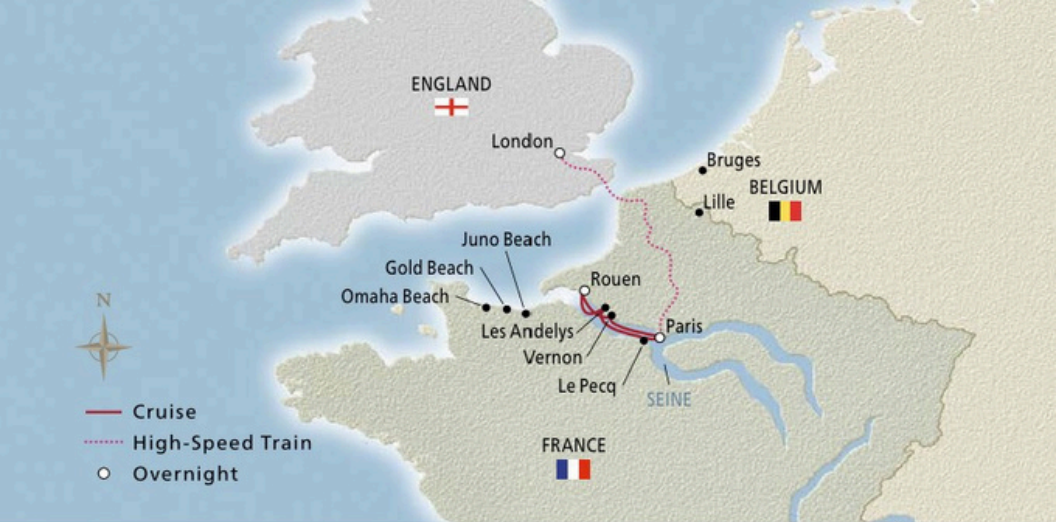 ENGLAND
London
Bruges
BELGIUM
Lille
Juno Beach
Gold Beach
Omaha Beach
Rouen
Les Andelys
Paris
Vernon
Le Pecq
SEINE
N
Cruise
High-Speed Train
Overnight
FRANCE